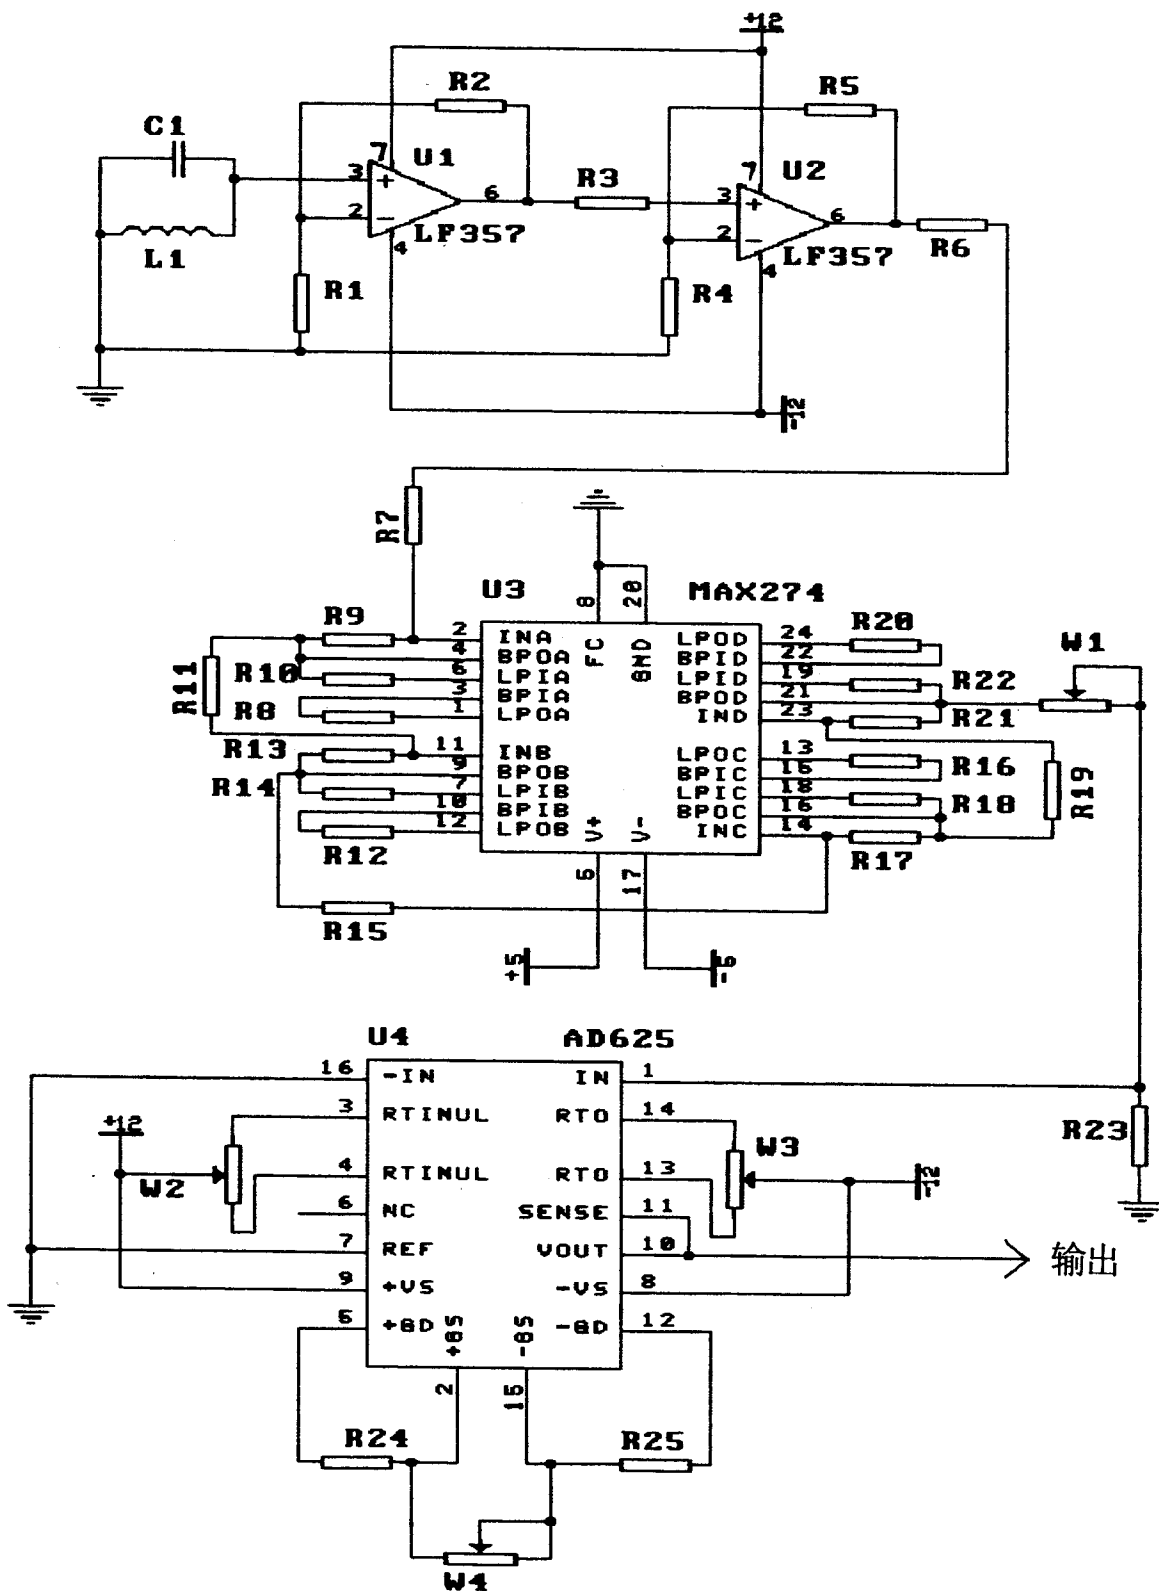 +12
R2
R5
C1
7
U1
7
U2
3
+
6
R3
3
+
6
2
−
2
−
4
LF357
4
LF357
R6
L1
R1
R4
-12
R7
U3
8
20
MAX274
R9
2
INA
FC
GND
LPOD
24
R20
W1
4
BPOA
BPID
22
R11
R10
6
LPIA
LPID
19
R22
3
BPIA
BPOD
21
R8
1
LPOA
IND
23
R21
R13
11
INB
LPOC
13
R16
9
BPOB
BPIC
15
R14
7
LPIB
LPIC
18
R18
R19
10
BPIB
BPOC
16
12
LPOB
V+
V-
INC
14
R12
R17
5
17
R15
+5
-5
U4
AD625
16
-IN
IN
1
3
RTINUL
RTO
14
+12
W3
R23
W2
4
RTINUL
RTO
13
-12
6
NC
SENSE
11
7
REF
VOUT
10
输出
9
+VS
-VS
8
5
+GD
+GS
-GS
-GD
12
2
15
R24
R25
W4